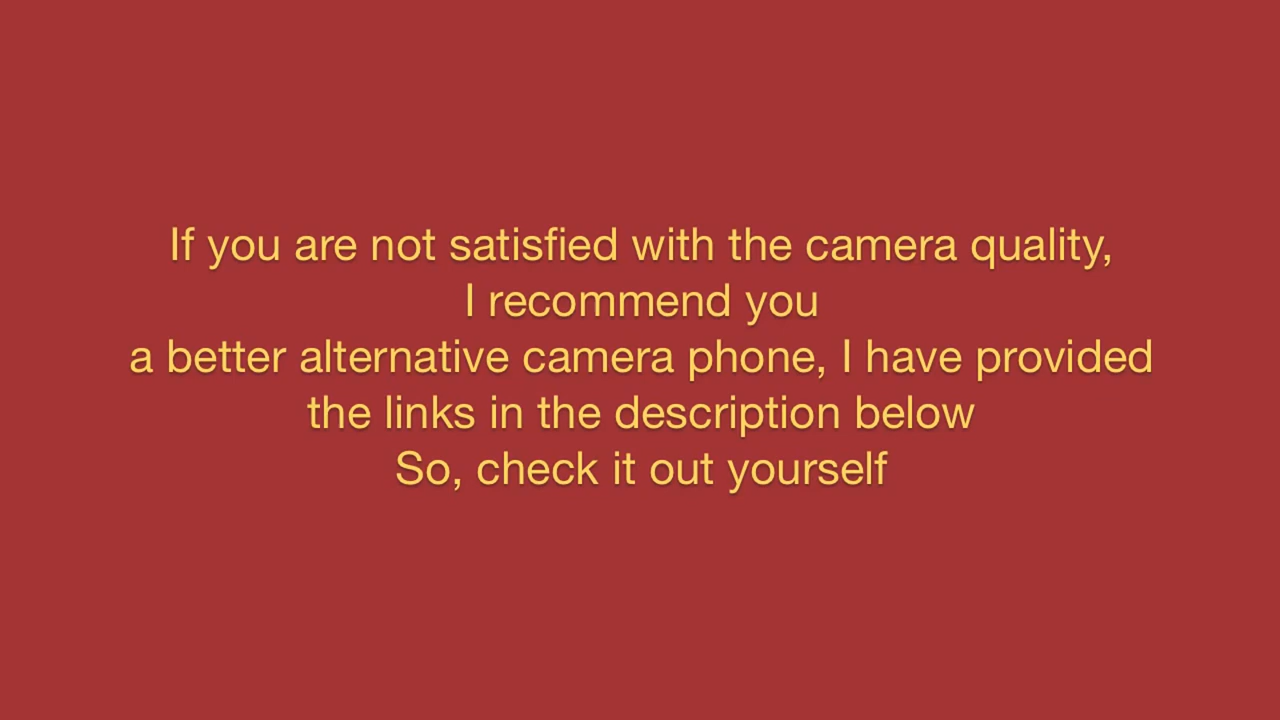 If you are not satisfied with the camera quality,
I recommend you
a better alternative camera phone, I have provided
the links in the description below
So, check it out yourself